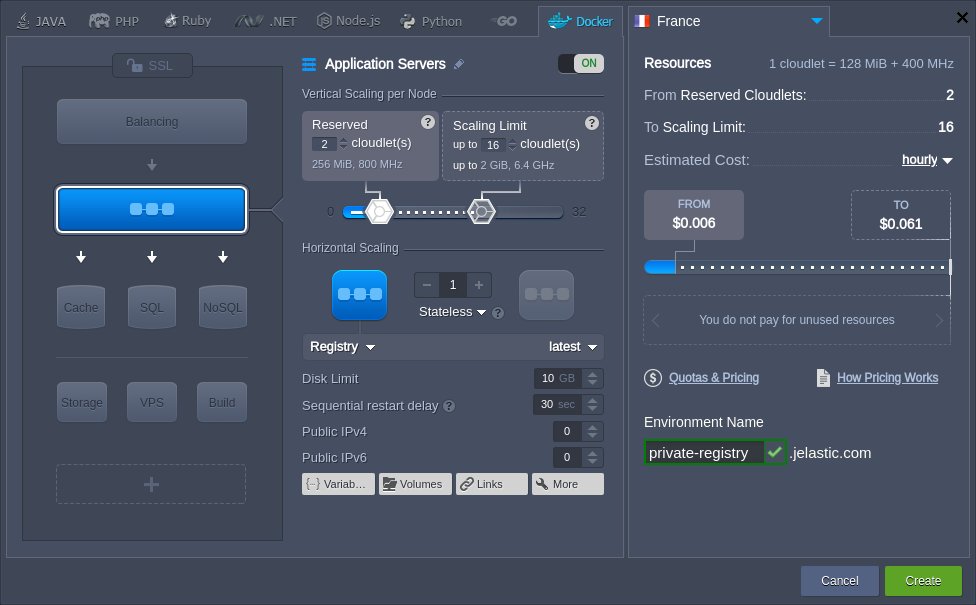 JAVA PHP Ruby .NET Node.js Python GO Docker
SSL
Balancing
Cache SQL NoSQL
Storage VPS Build
Application Servers ON
Vertical Scaling per Node
Reserved ?
2 cloudlet(s)
256 MiB, 800 MHz
Scaling Limit ?
up to 16 cloudlet(s)
up to 2 GiB, 6.4 GHz
0 32
Horizontal Scaling
1
Stateless ?
Registry latest
Disk Limit 10 GB
Sequential restart delay ? 30 sec
Public IPv4 0
Public IPv6 0
Variab... Volumes Links More
France
Resources 1 cloudlet = 128 MiB + 400 MHz
From Reserved Cloudlets: 2
To Scaling Limit: 16
Estimated Cost: hourly
FROM
$0.006
TO
$0.061
You do not pay for unused resources
$ Quotas & Pricing How Pricing Works
Environment Name
private-registry .jelastic.com
Cancel Create